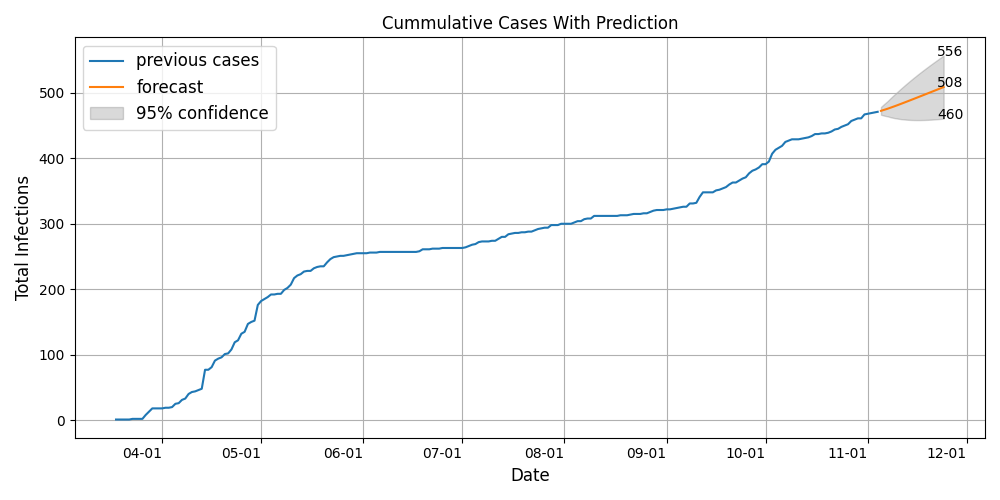 Cummulative Cases With Prediction
previous cases
forecast
95% confidence
556
508
460
Total Infections
500
400
300
200
100
0
04-01 05-01 06-01 07-01 08-01 09-01 10-01 11-01 12-01
Date